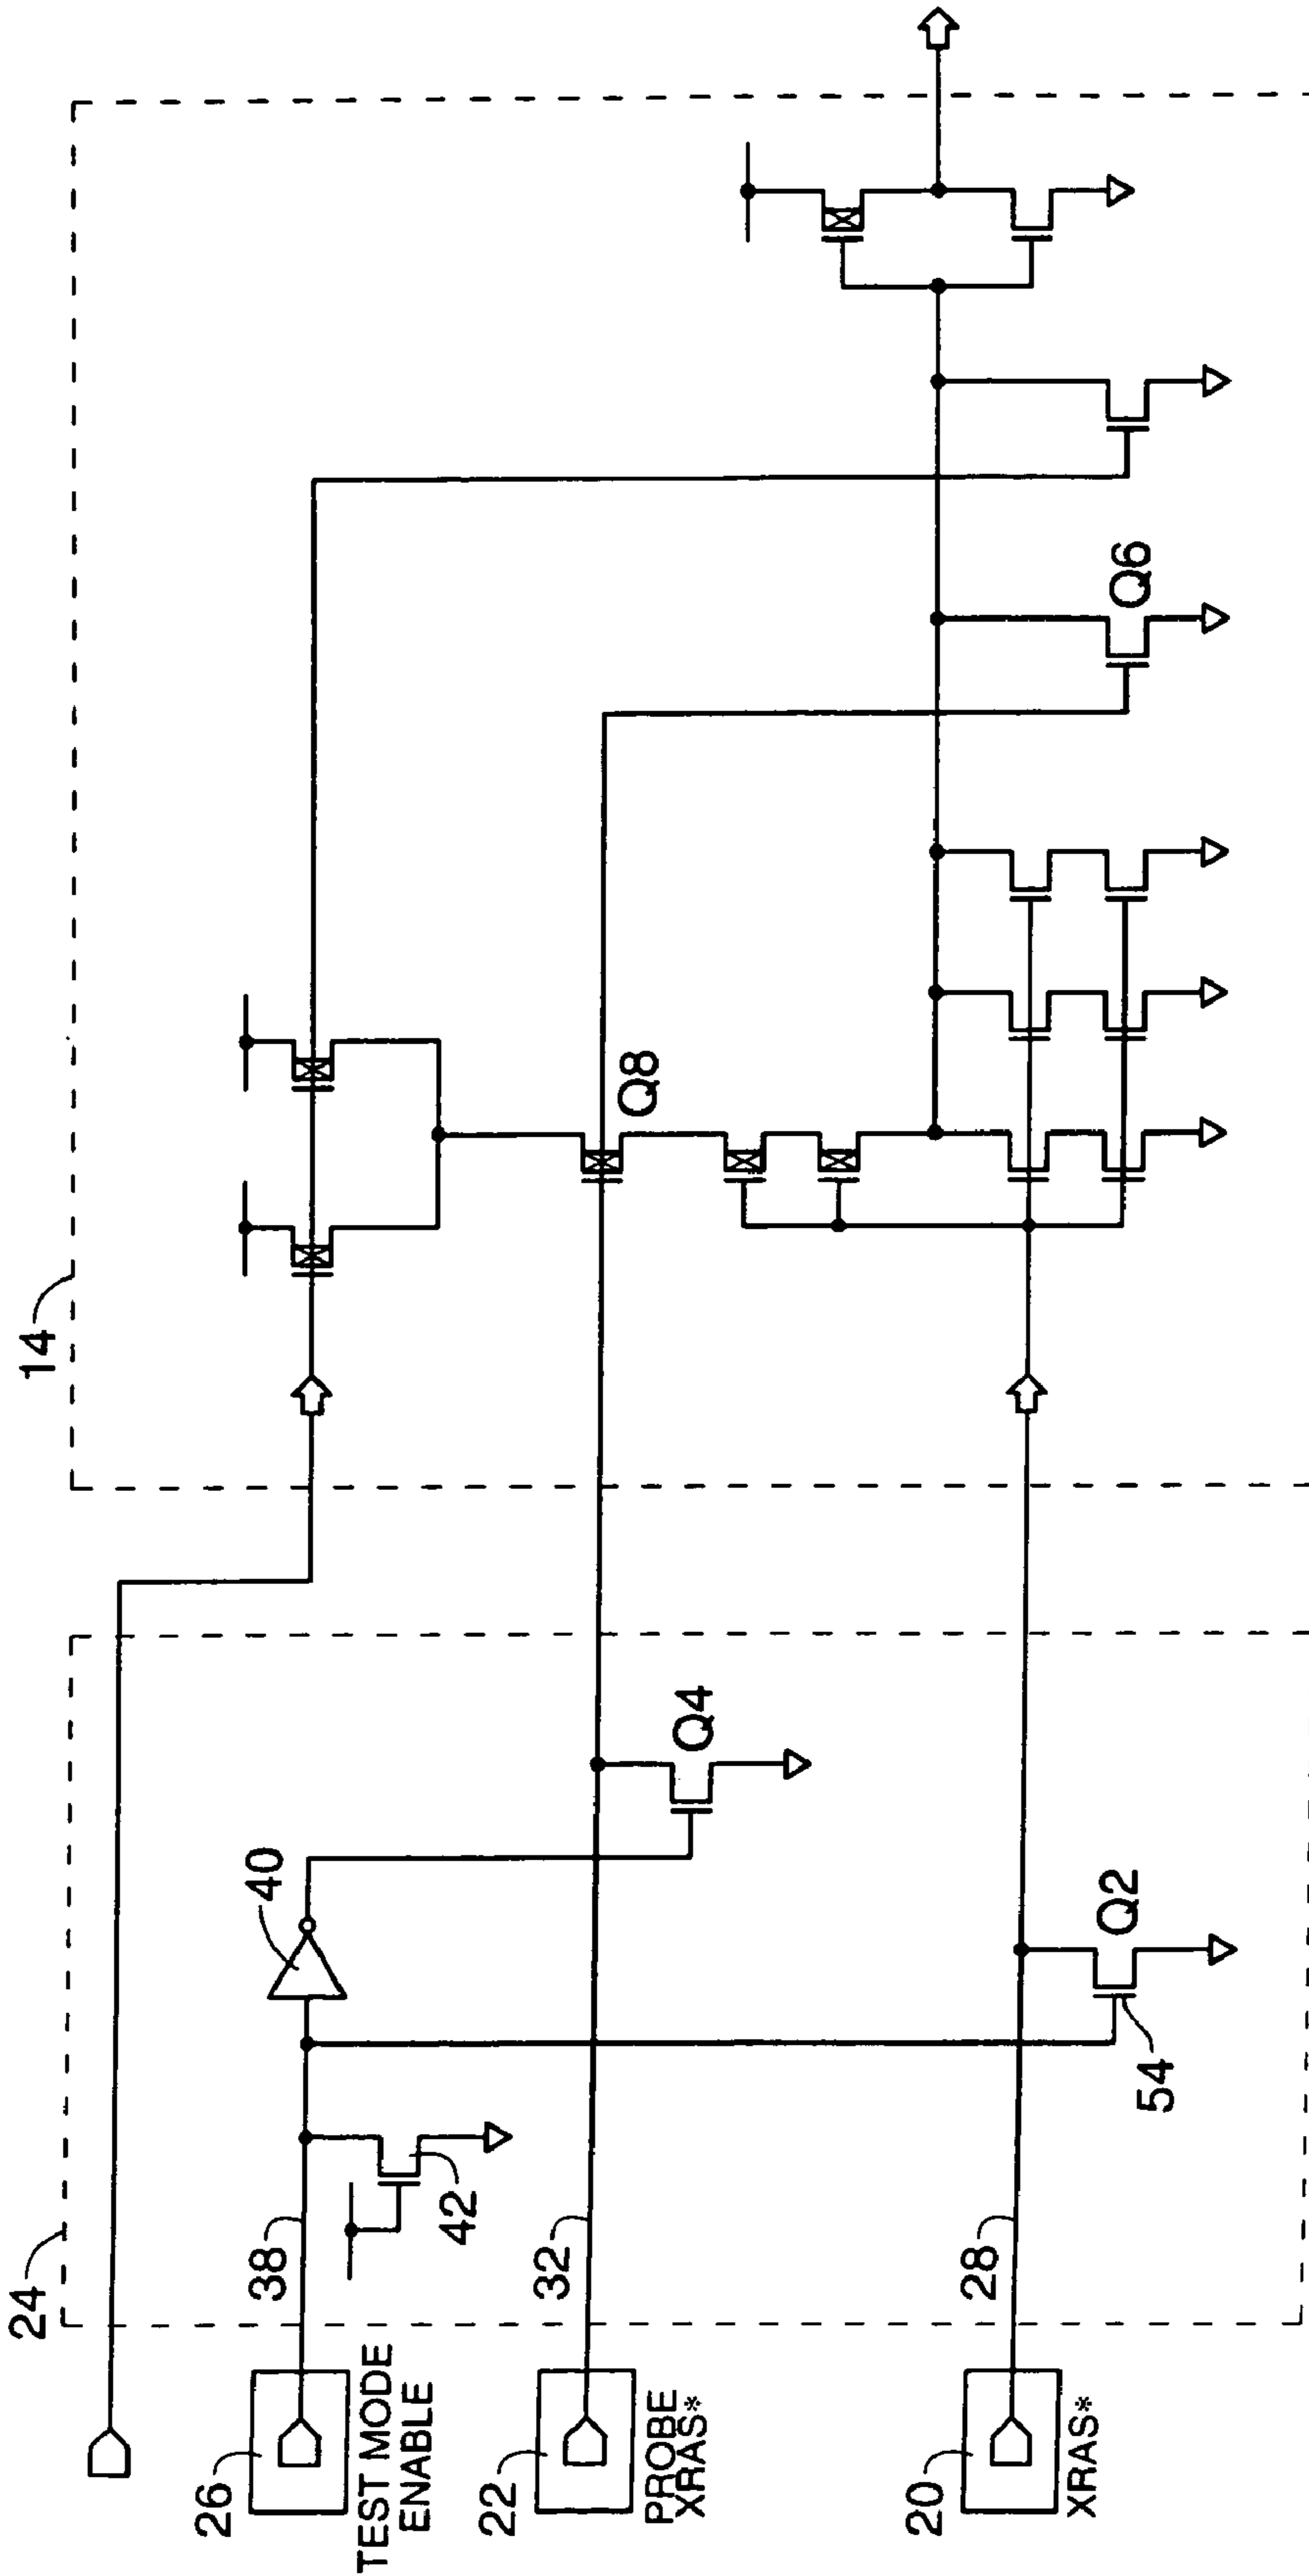 14
24
26
TEST MODE
ENABLE
38
42
40
22
PROBE
XRAS*
32
Q4
Q8
Q6
20
XRAS*
28
54
Q2